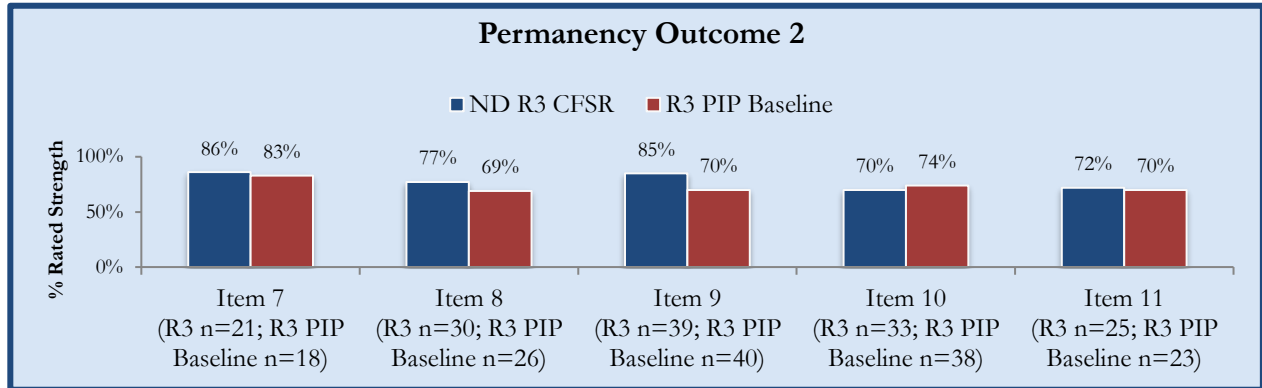 Permanency Outcome 2
ND R3 CFSR R3 PIP Baseline
% Rated Strength
100%
50%
0%
86% 83% 77% 69% 85% 70% 70% 74% 72% 70%
Item 7
(R3 n=21; R3 PIP
Baseline n=18)
Item 8
(R3 n=30; R3 PIP
Baseline n=26)
Item 9
(R3 n=39; R3 PIP
Baseline n=40)
Item 10
(R3 n=33; R3 PIP
Baseline n=38)
Item 11
(R3 n=25; R3 PIP
Baseline n=23)